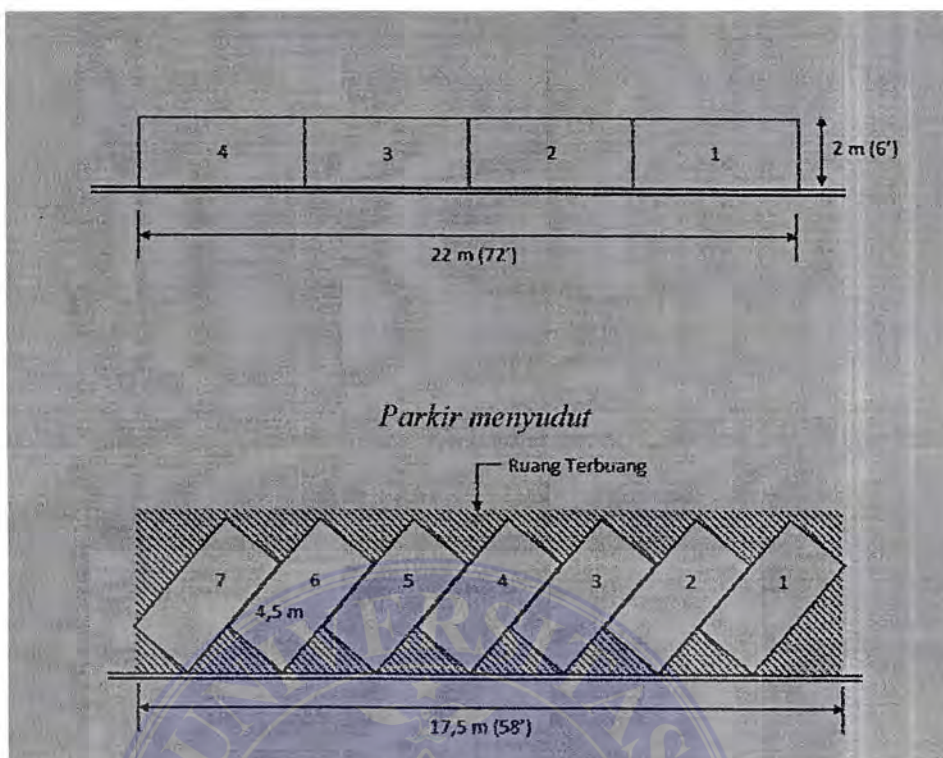 4 3 2 1
2 m (6')
22 m (72')
Parkir menyudut
Ruang Terbuang
7 6 5 4 3 2 1
4,5 m
17,5 m (58')
UNIVERSITAS